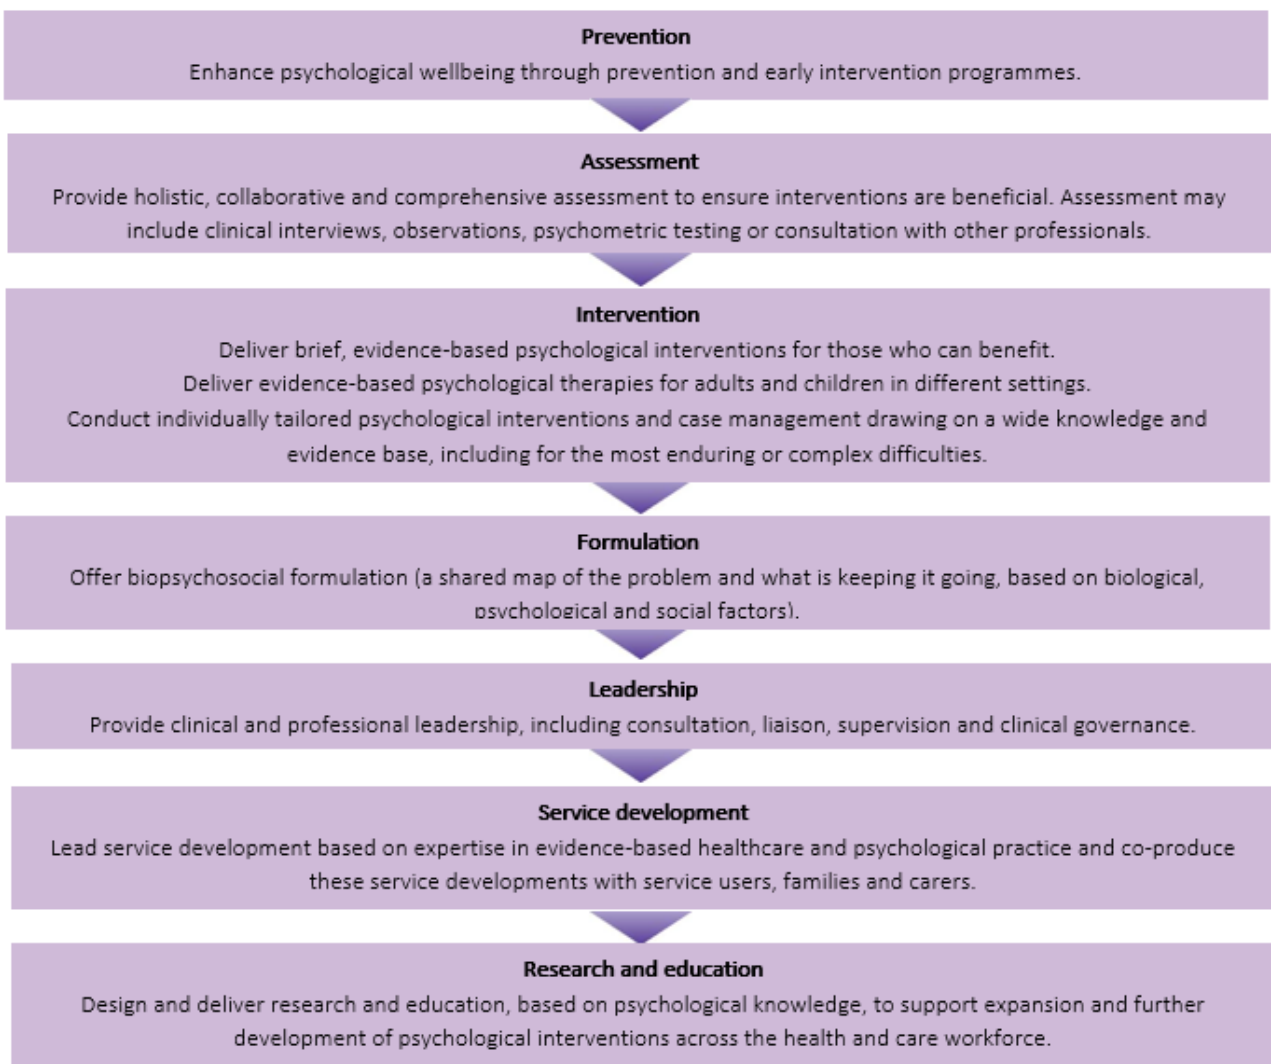 Prevention
Enhance psychological wellbeing through prevention and early intervention programmes.
Assessment
Provide holistic, collaborative and comprehensive assessment to ensure interventions are beneficial. Assessment may
include clinical interviews, observations, psychometric testing or consultation with other professionals.
Intervention
Deliver brief, evidence-based psychological interventions for those who can benefit.
Deliver evidence-based psychological therapies for adults and children in different settings.
Conduct individually tailored psychological interventions and case management drawing on a wide knowledge and
evidence base, including for the most enduring or complex difficulties.
Formulation
Offer biopsychosocial formulation (a shared map of the problem and what is keeping it going, based on biological,
psychological and social factors).
Leadership
Provide clinical and professional leadership, including consultation, liaison, supervision and clinical governance.
Service development
Lead service development based on expertise in evidence-based healthcare and psychological practice and co-produce
these service developments with service users, families and carers.
Research and education
Design and deliver research and education, based on psychological knowledge, to support expansion and further
development of psychological interventions across the health and care workforce.